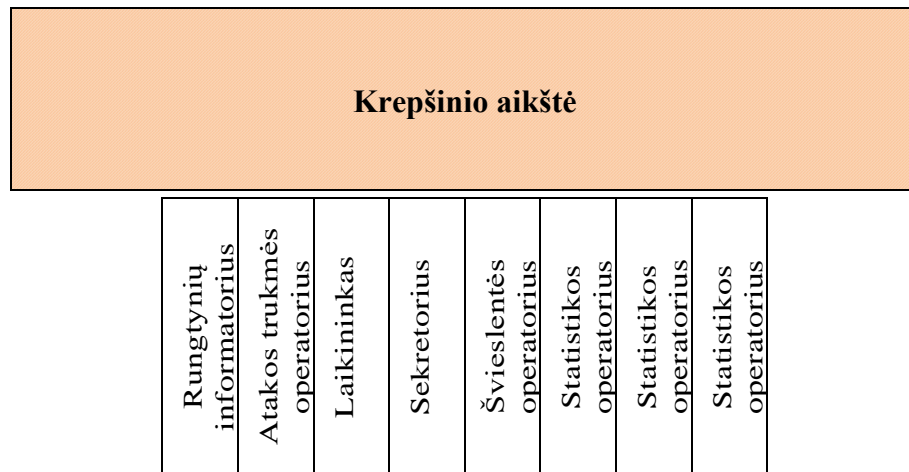 Krepšinio aikštė
Rungtynių
informatorius
Atakos trukmės
operatorius
Laikininkas
Sekretorius
Švieslentės
operatorius
Statistikos
operatorius
Statistikos
operatorius
Statistikos
operatorius